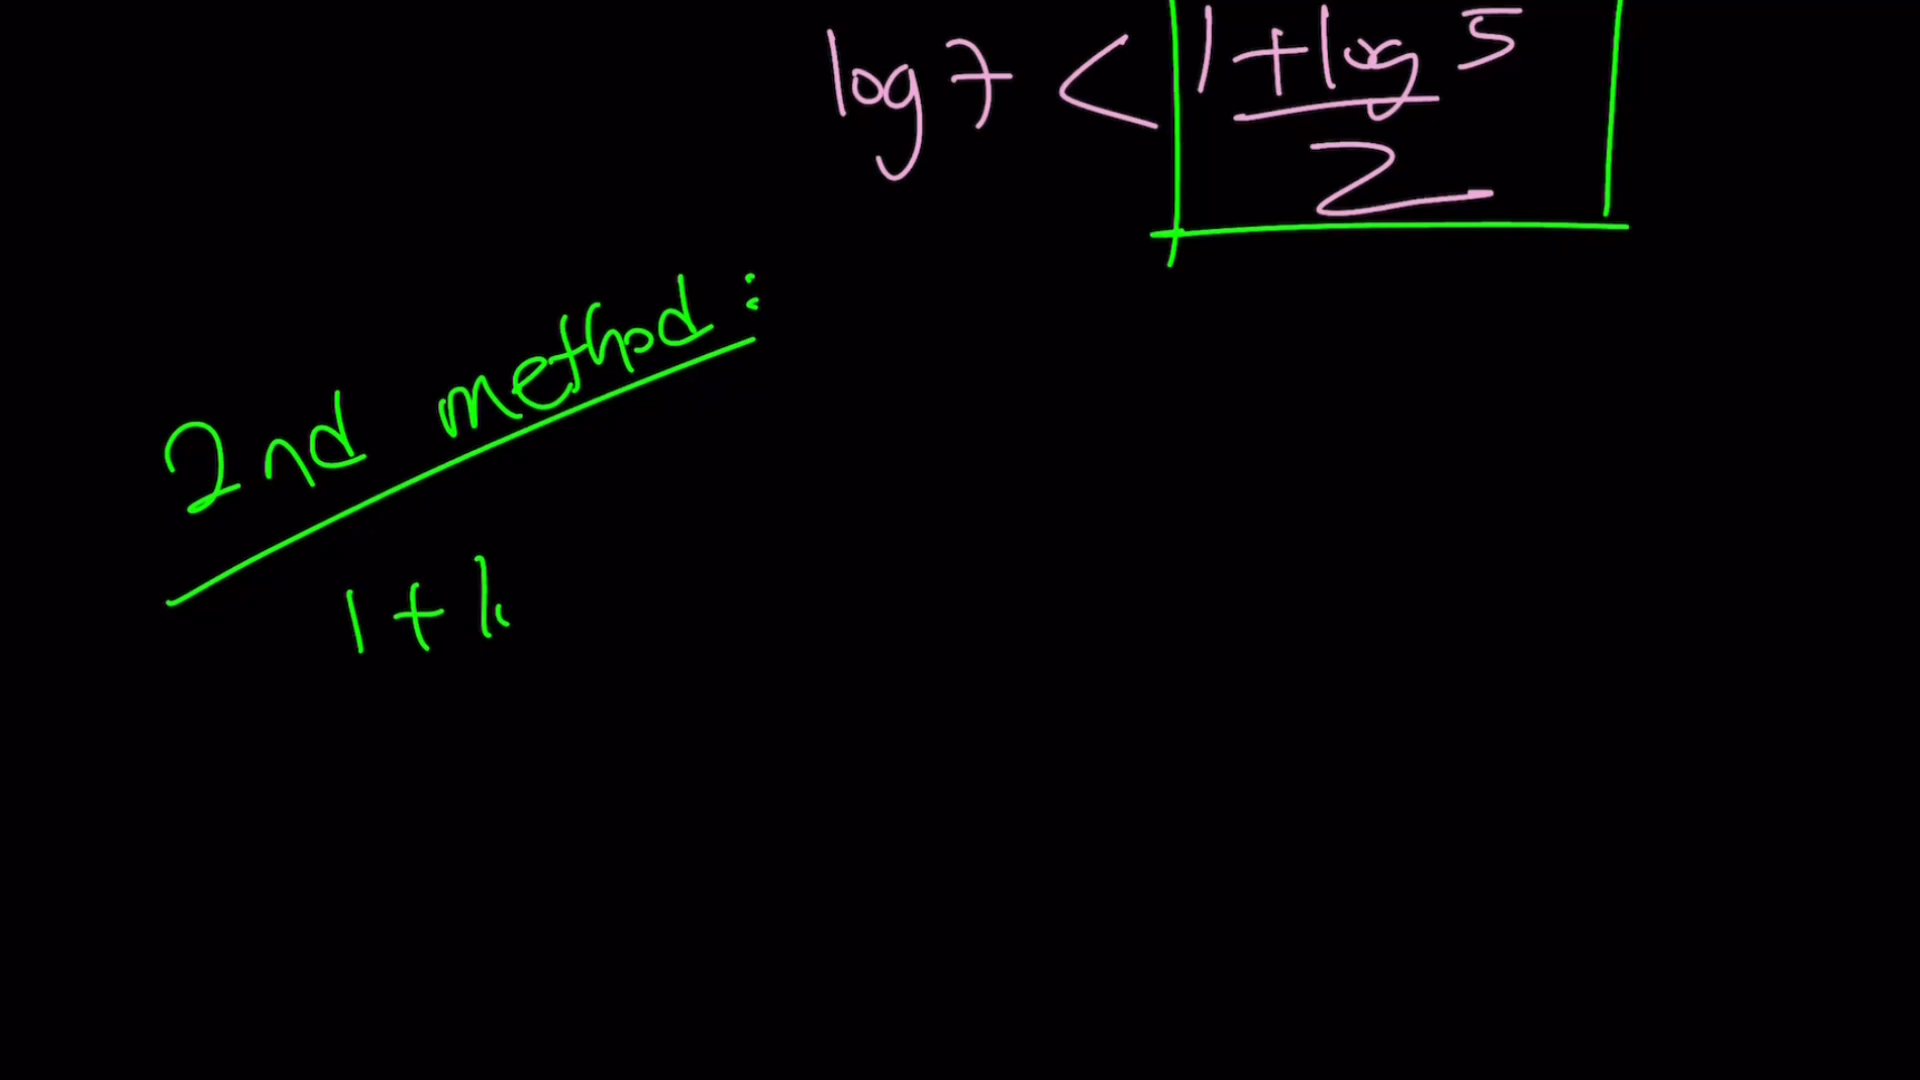 log 7 < 1 + log 5
2
2nd method:
1 +